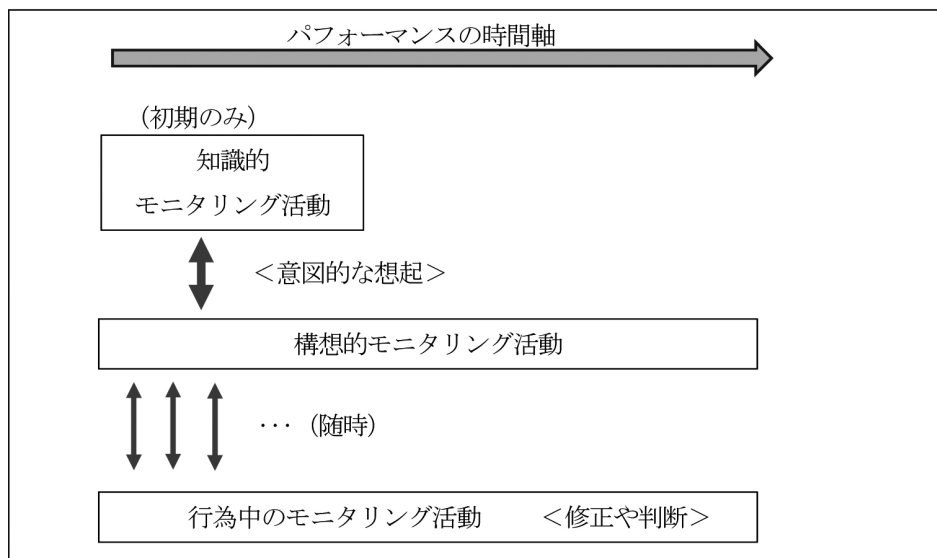 パフォーマンスの時間軸
（初期のみ）
知識的
モニタリング活動
＜意図的な想起＞
構想的モニタリング活動
･･･（随時）
行為中のモニタリング活動　＜修正や判断＞